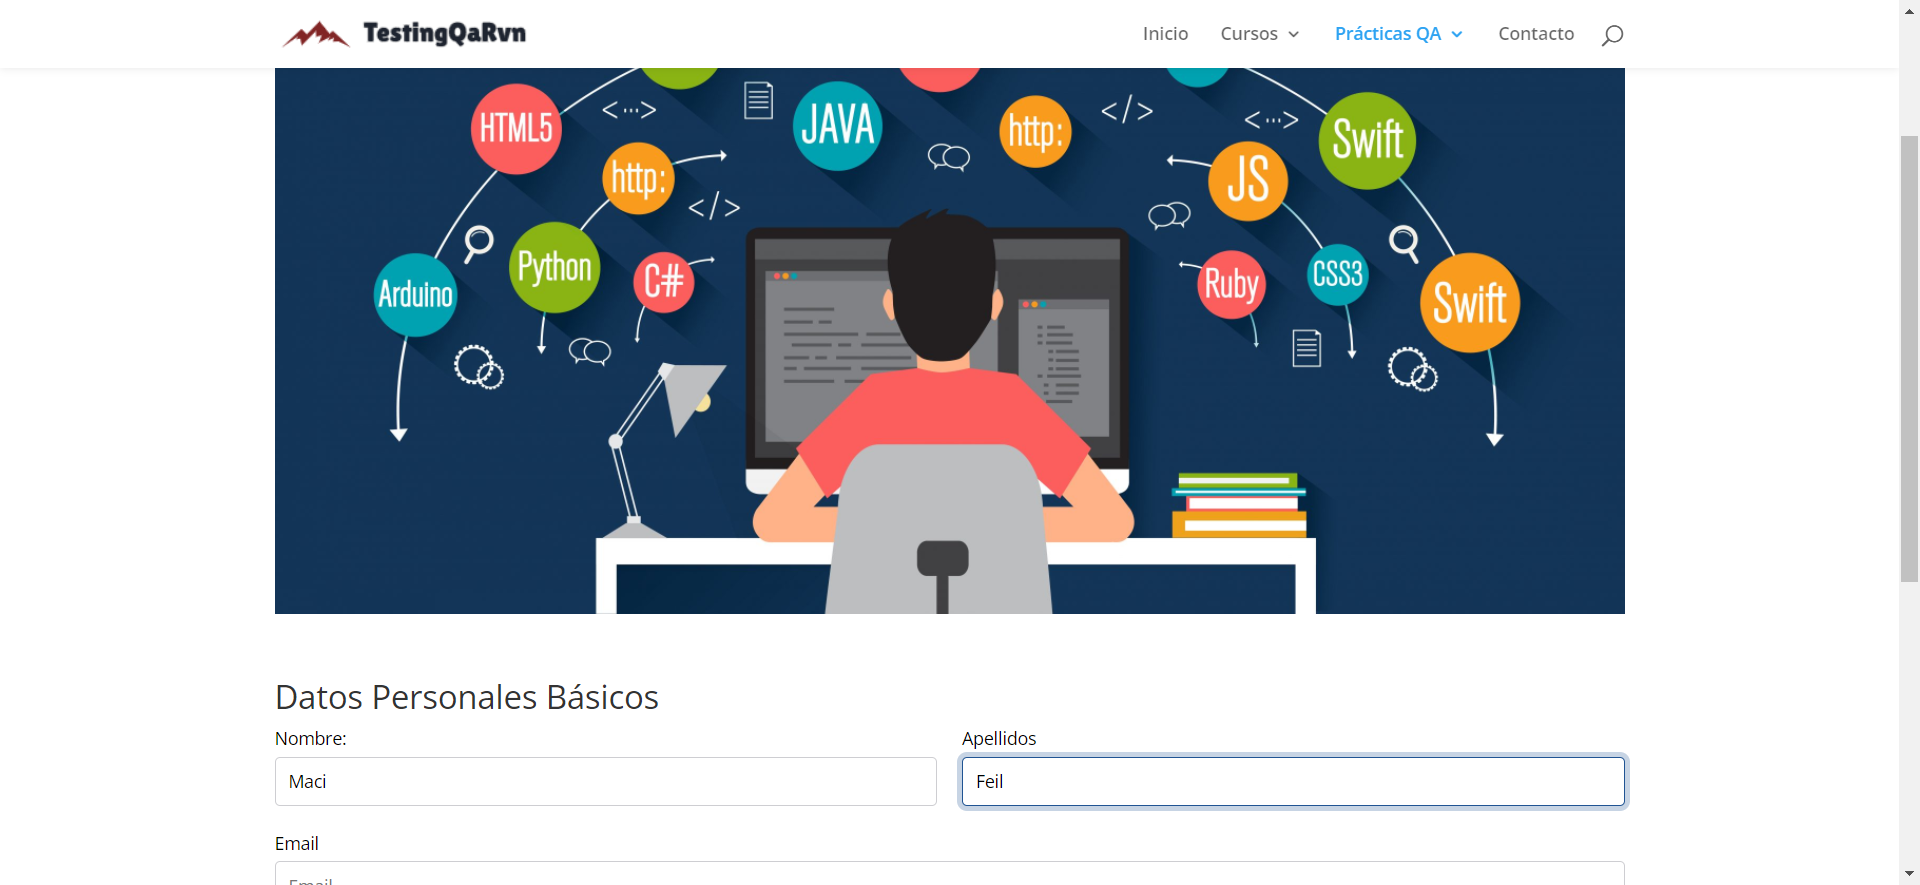 TestingQaRvn
Inicio Cursos Prácticas QA Contacto
HTML5
<···>
JAVA
http:
</>
<···>
Swift
http:
JS
</>
Python
C#
Arduino
Ruby
CSS3
Swift
Datos Personales Básicos
Nombre: Apellidos
Maci Feil
Email
Email